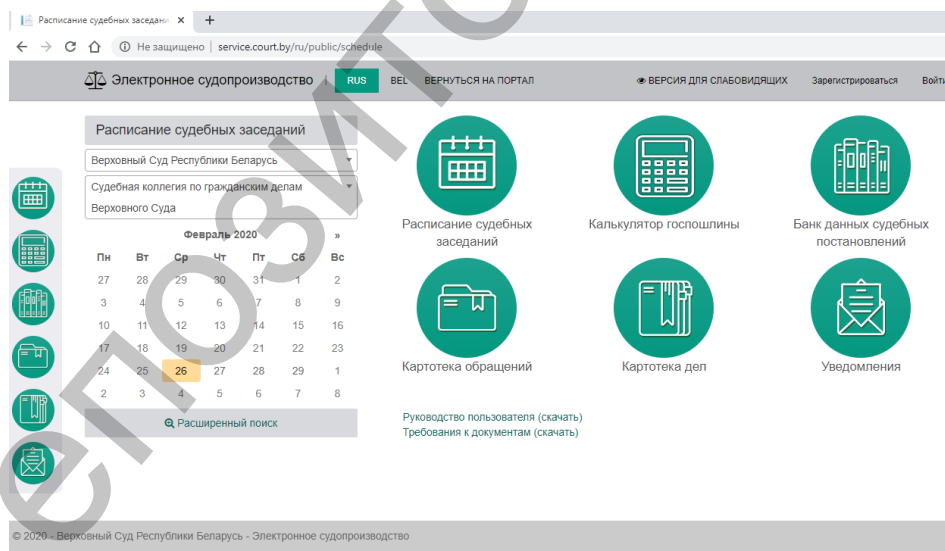 Расписание судебных заседани
Не защищено | service.court.by/ru/public/schedule
Электронное судопроизводство | RUS BEL ВЕРНУТЬСЯ НА ПОРТАЛ ВЕРСИЯ ДЛЯ СЛАБОВИДЯЩИХ Зарегистрироваться Войти
Расписание судебных заседаний
Верховный Суд Республики Беларусь
Судебная коллегия по гражданским делам
Верховного Суда
Февраль 2020 »
Пн Вт Ср Чт Пт Сб Вс
27 28 29 30 31 1 2
3 4 5 6 7 8 9
10 11 12 13 14 15 16
17 18 19 20 21 22 23
24 25 26 27 28 29 1
2 3 4 5 6 7 8
Расширенный поиск
Расписание судебных
заседаний
Калькулятор госпошлины
Банк данных судебных
постановлений
Картотека обращений
Картотека дел
Уведомления
Руководство пользователя (скачать)
Требования к документам (скачать)
© 2020 - Верховный Суд Республики Беларусь - Электронное судопроизводство